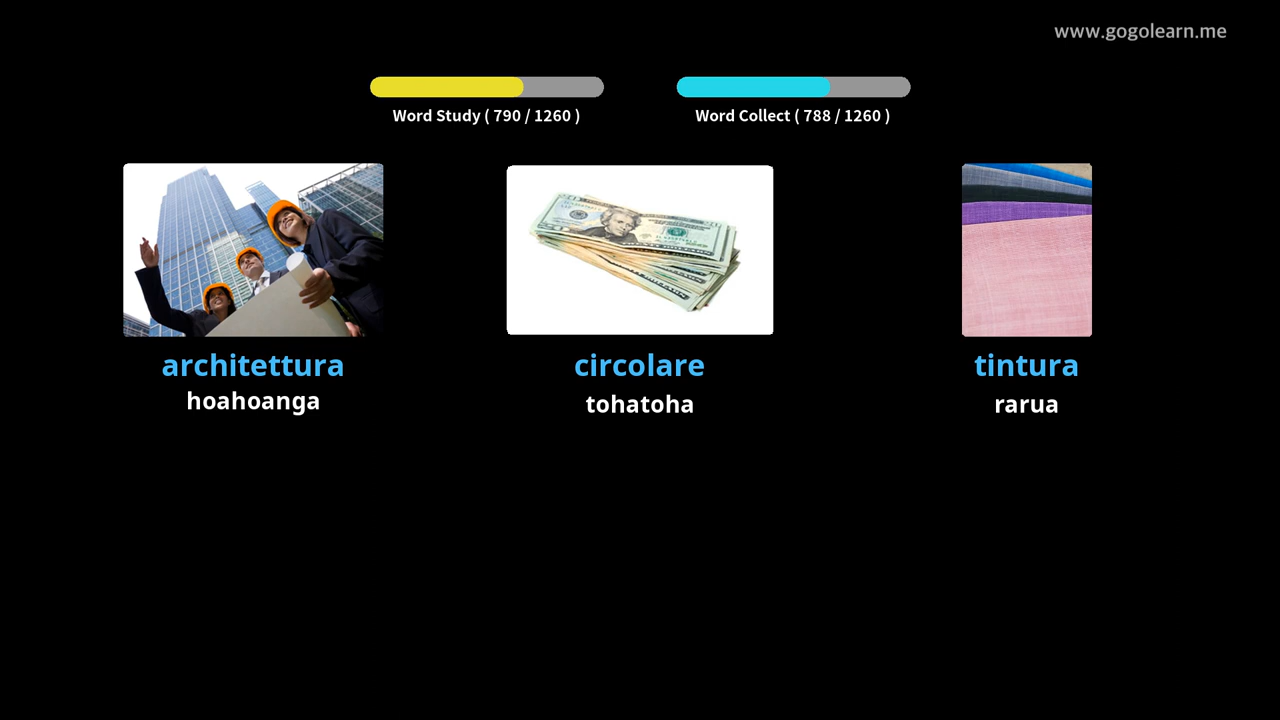 www.gogolearn.me
Word Study ( 790 / 1260 )
Word Collect ( 788 / 1260 )
architettura
hoahoanga
circolare
tohatoha
tintura
rarua